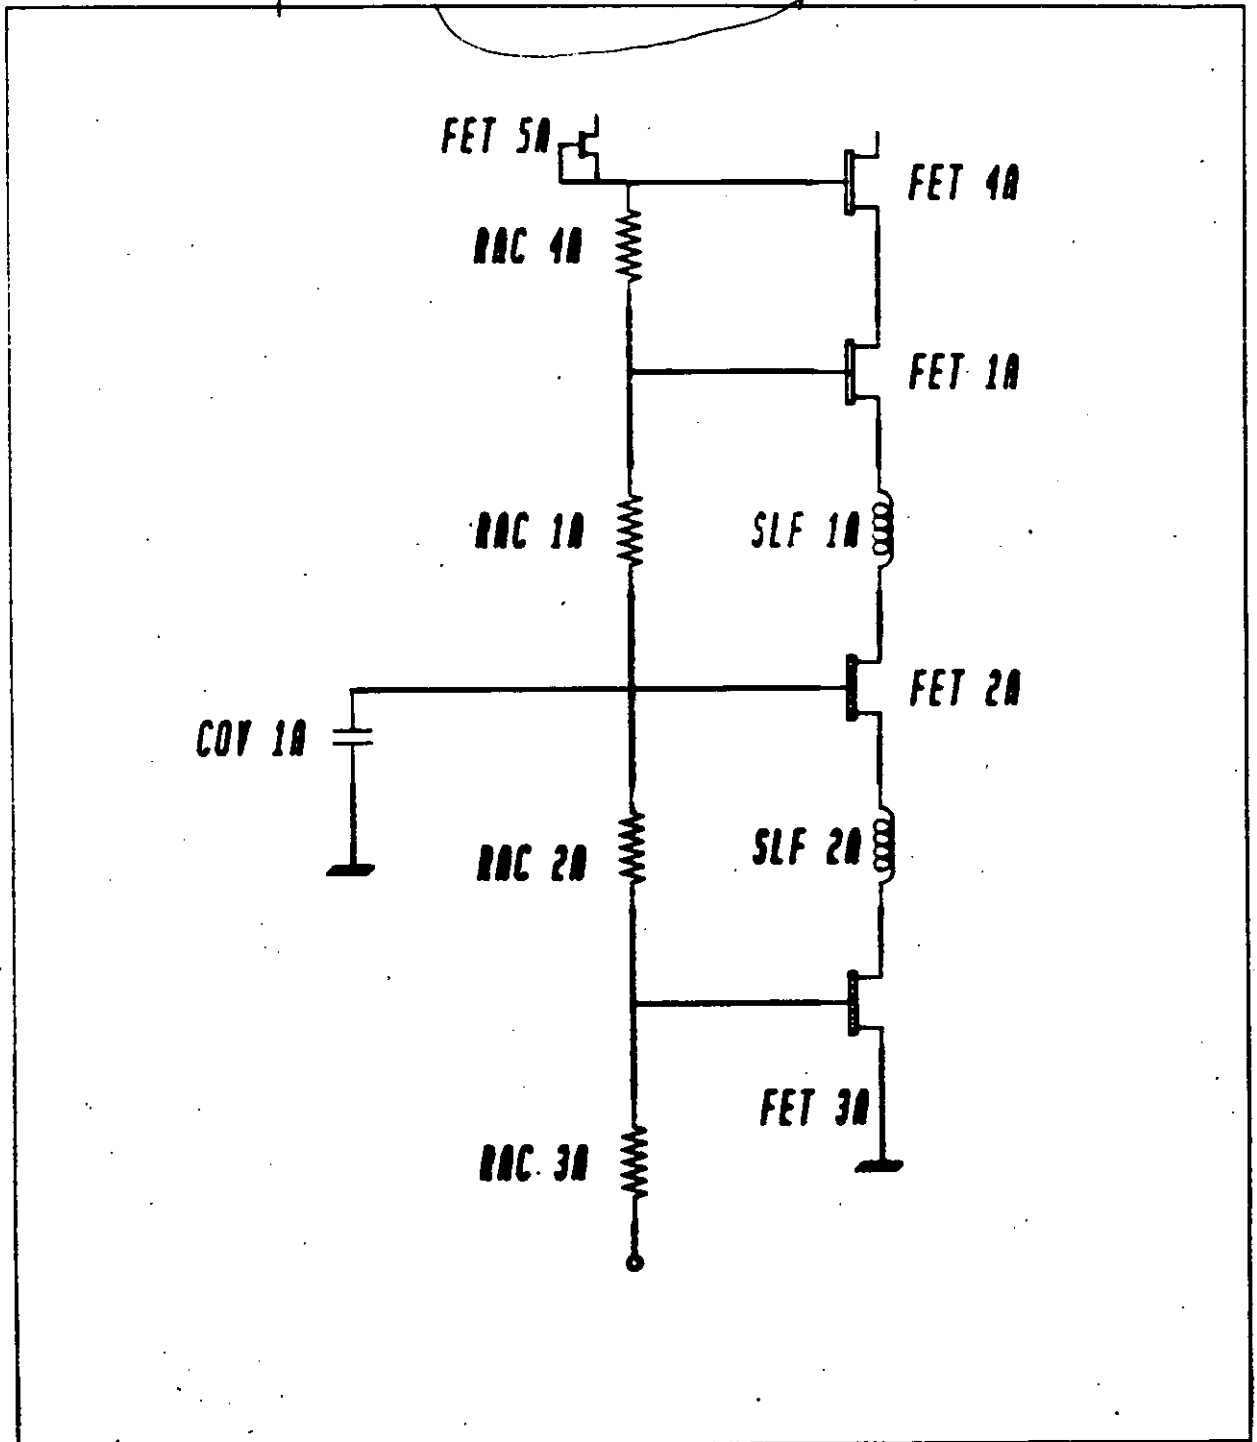 FET 5A
FET 4A
RAC 4A
FET 1A
RAC 1A
SLF 1A
FET 2A
COV 1A
RAC 2A
SLF 2A
FET 3A
RAC 3A